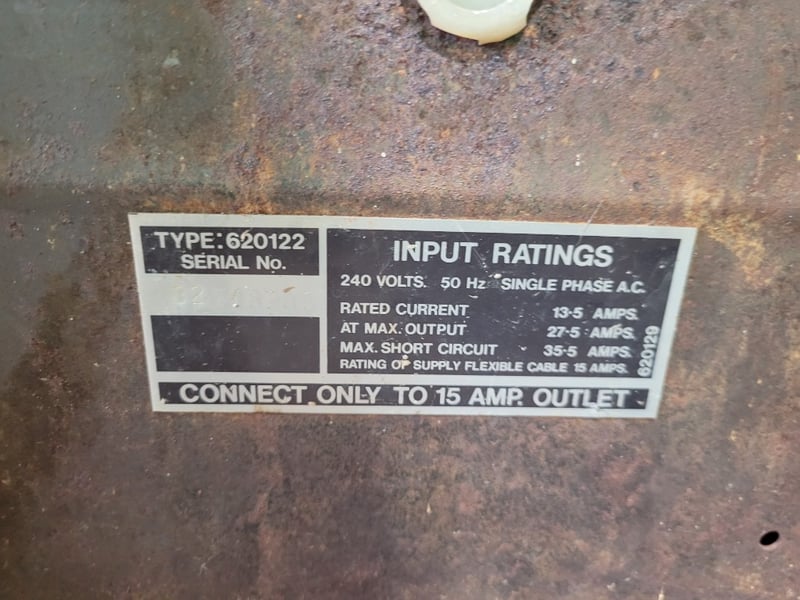 TYPE: 620122
SERIAL No.
INPUT RATINGS
240 VOLTS. 50 Hz SINGLE PHASE A.C.
RATED CURRENT 13·5 AMPS.
AT MAX. OUTPUT 27·5 AMPS.
MAX. SHORT CIRCUIT 35·5 AMPS.
RATING OF SUPPLY FLEXIBLE CABLE 15 AMPS.
620129
CONNECT ONLY TO 15 AMP. OUTLET